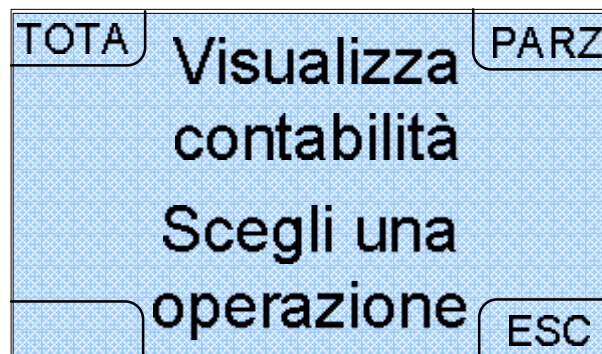 TOTA
PARZ
Visualizza
contabilità
Scegli una
operazione
ESC